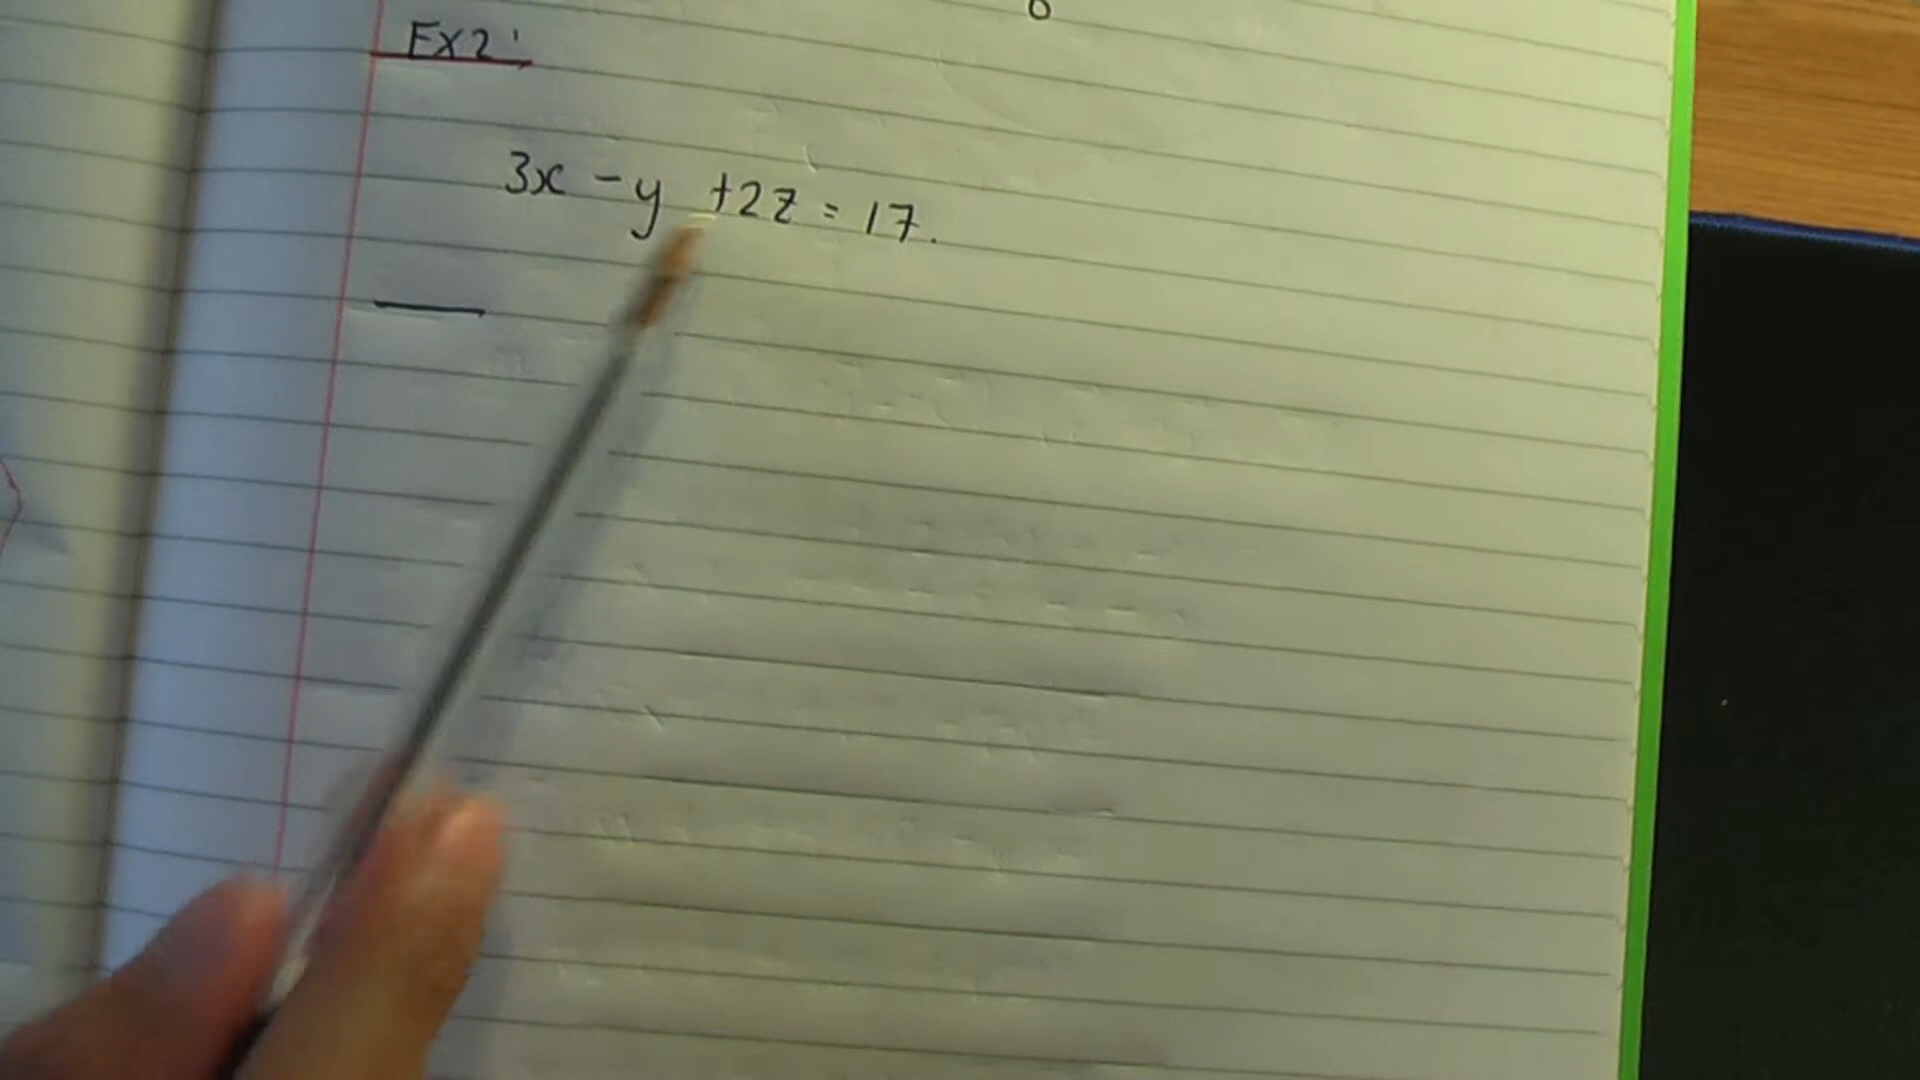 Ex2'
3x - y + 2z = 17.